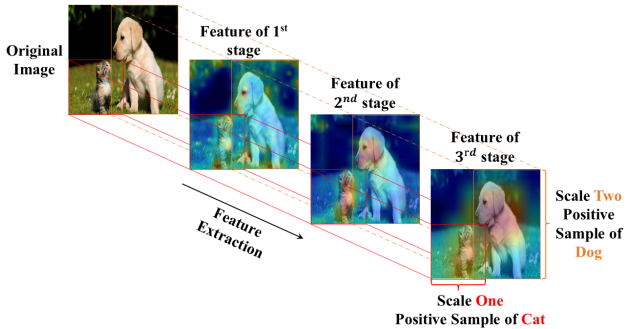 Original
Image
Feature of 1st
stage
Feature of
2nd stage
Feature of
3rd stage
Feature
Extraction
Scale Two
Positive
Sample of
Dog
Scale One
Positive Sample of Cat